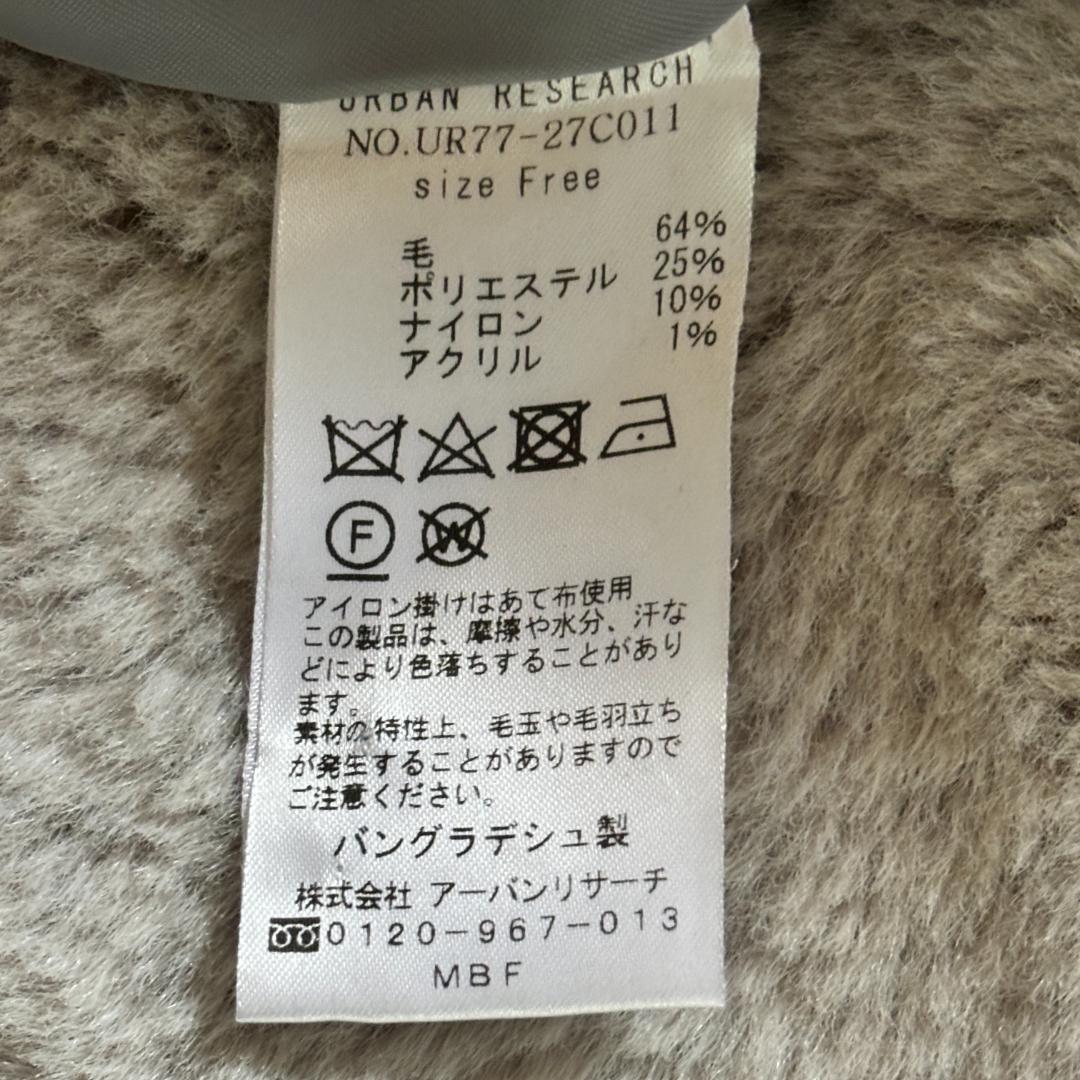 URBAN RESEARCH
NO.UR77-27C011
size Free
毛 64%
ポリエステル 25%
ナイロン 10%
アクリル 1%
F W
アイロン掛けはあて布使用
この製品は、摩擦や水分、汗な
どにより色落ちすることがあり
ます。
素材の特性上、毛玉や毛羽立ち
が発生することがありますので
ご注意ください。
バングラデシュ製
株式会社 アーバンリサーチ
0120-967-013
MBF